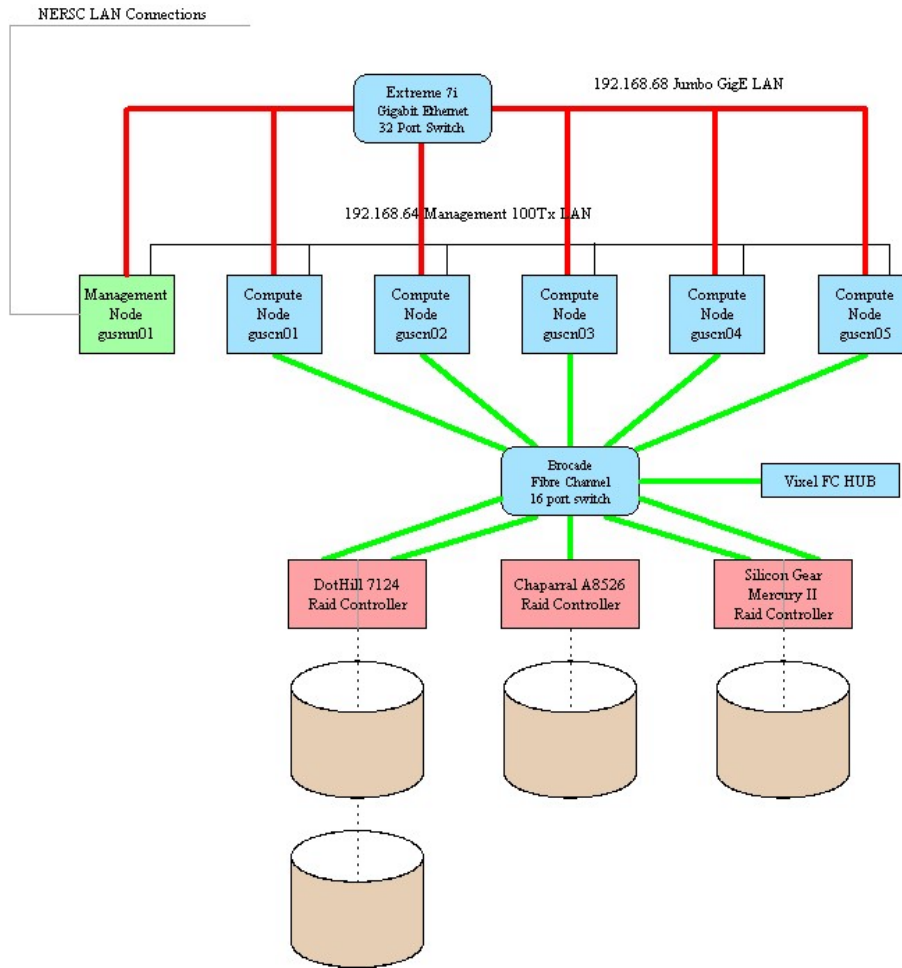 NERSC LAN Connections
Extreme 7i
Gigabit Ethernet
32 Port Switch
192.168.68 Jumbo GigE LAN
192.168.64 Management 100Tx LAN
Management
Node
gusmn01
Compute
Node
guscn01
Compute
Node
guscn02
Compute
Node
guscn03
Compute
Node
guscn04
Compute
Node
guscn05
Brocade
Fibre Channel
16 port switch
Vixel FC HUB
DotHill 7124
Raid Controller
Chaparral A8526
Raid Controller
Silicon Gear
Mercury II
Raid Controller